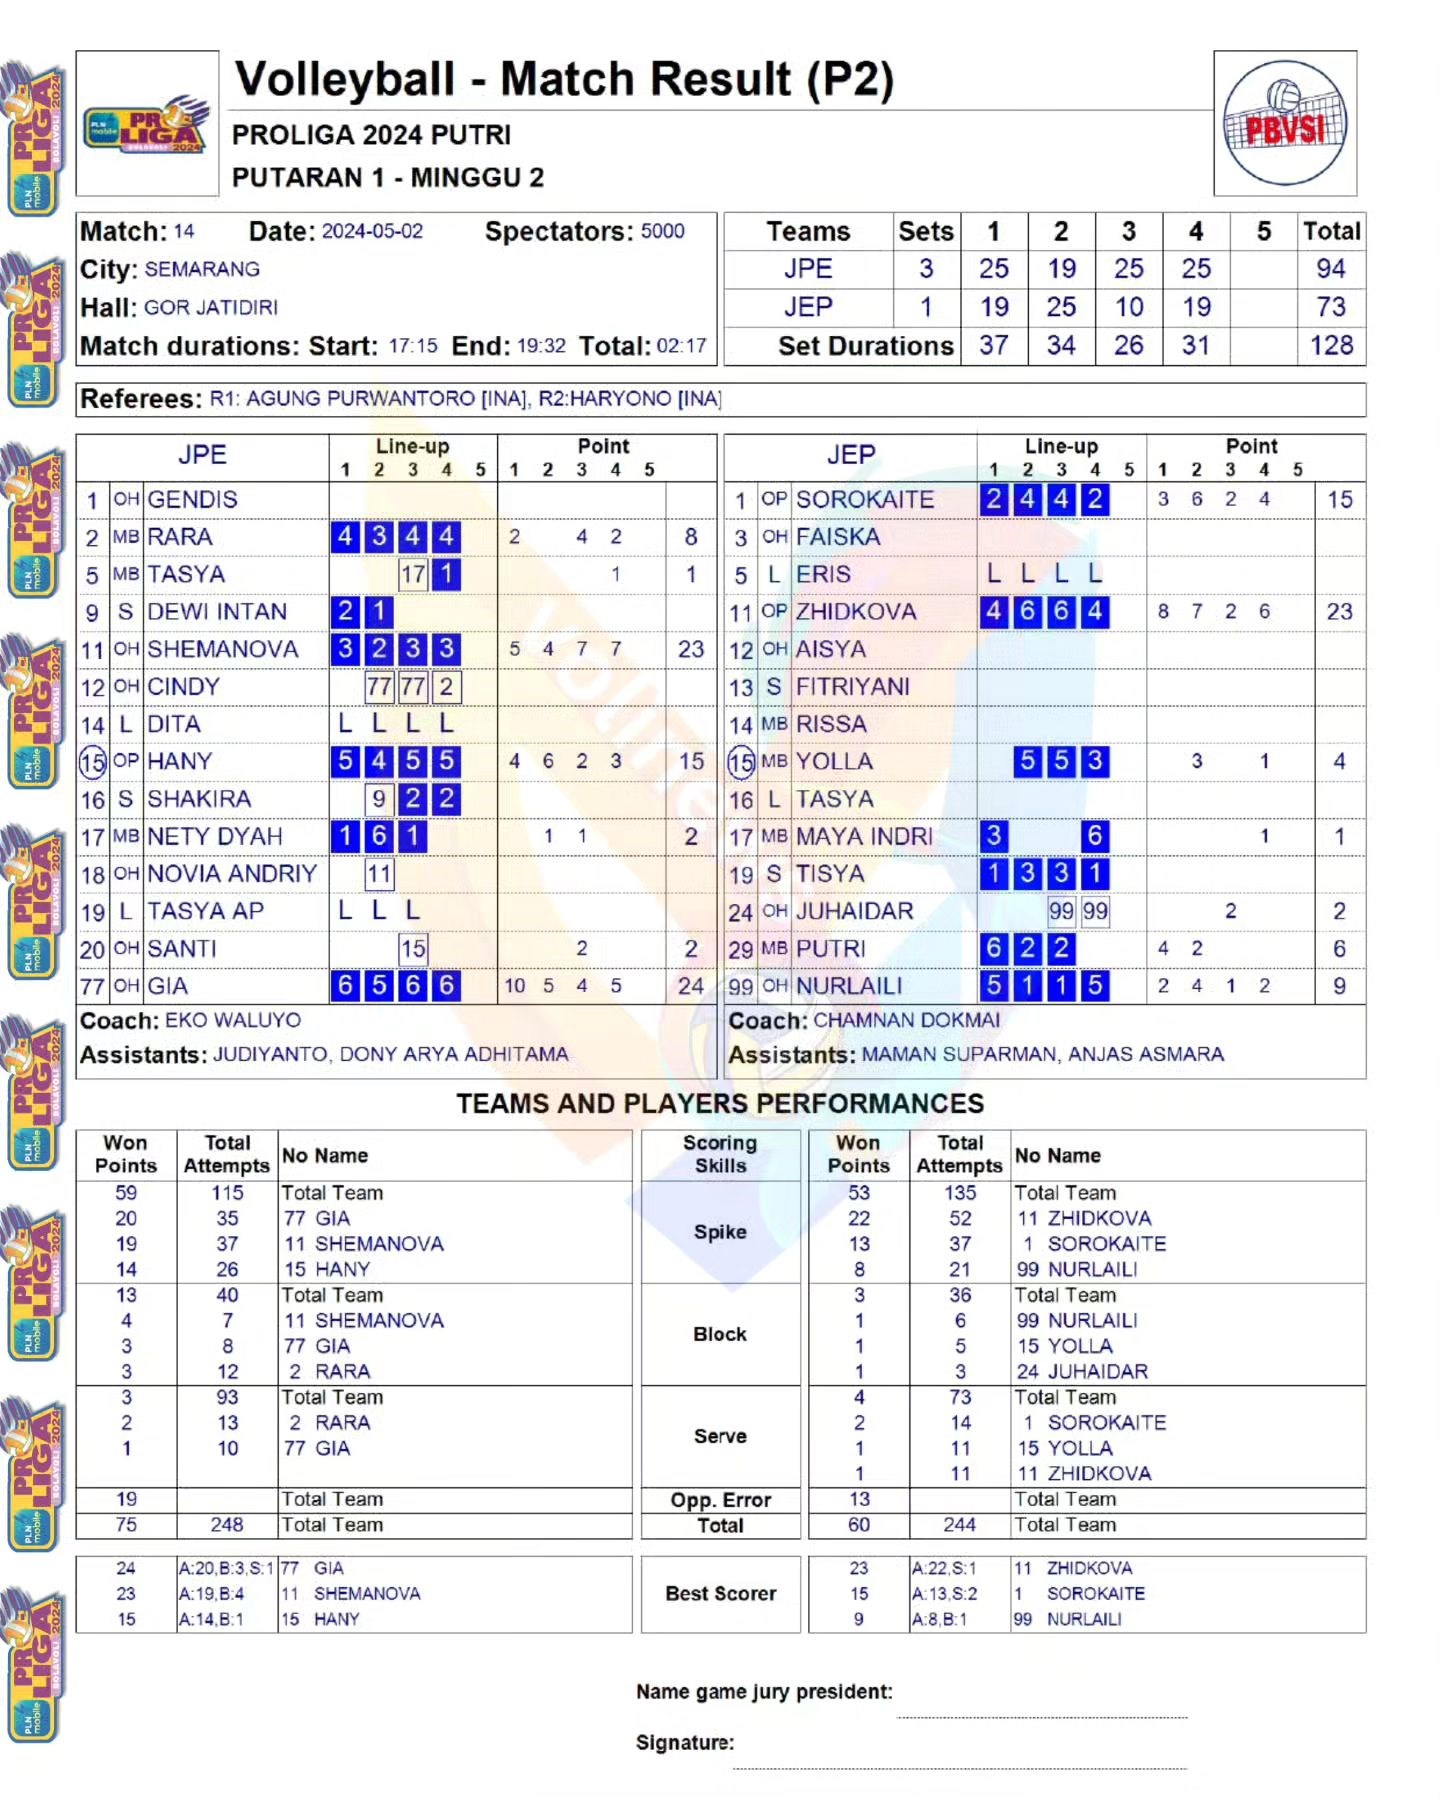 Volleyball - Match Result (P2)
PROLIGA 2024 PUTRI
PUTARAN 1 - MINGGU 2
PLN mobile PROLIGA BOLAVOLI 2024
PBVSI
Match: 14 Date: 2024-05-02 Spectators: 5000
City: SEMARANG
Hall: GOR JATIDIRI
Match durations: Start: 17:15 End: 19:32 Total: 02:17
Teams Sets 1 2 3 4 5 Total
JPE 3 25 19 25 25 94
JEP 1 19 25 10 19 73
Set Durations 37 34 26 31 128
Referees: R1: AGUNG PURWANTORO [INA], R2:HARYONO [INA]
JPE Line-up Point
1 2 3 4 5 1 2 3 4 5
1 OH GENDIS
2 MB RARA 4 3 4 4 2 4 2 8
5 MB TASYA 17 1 1 1
9 S DEWI INTAN 2 1
11 OH SHEMANOVA 3 2 3 3 5 4 7 7 23
12 OH CINDY 77 77 2
14 L DITA L L L L
15 OP HANY 5 4 5 5 4 6 2 3 15
16 S SHAKIRA 9 2 2
17 MB NETY DYAH 1 6 1 1 1 2
18 OH NOVIA ANDRIY 11
19 L TASYA AP L L L
20 OH SANTI 15 2 2
77 OH GIA 6 5 6 6 10 5 4 5 24
Coach: EKO WALUYO
Assistants: JUDIYANTO, DONY ARYA ADHITAMA
JEP Line-up Point
1 2 3 4 5 1 2 3 4 5
1 OP SOROKAITE 2 4 4 2 3 6 2 4 15
3 OH FAISKA
5 L ERIS L L L L
11 OP ZHIDKOVA 4 6 6 4 8 7 2 6 23
12 OH AISYA
13 S FITRIYANI
14 MB RISSA
15 MB YOLLA 5 5 3 3 1 4
16 L TASYA
17 MB MAYA INDRI 3 6 1 1
19 S TISYA 1 3 3 1
24 OH JUHAIDAR 99 99 2 2
29 MB PUTRI 6 2 2 4 2 6
99 OH NURLAILI 5 1 1 5 2 4 1 2 9
Coach: CHAMNAN DOKMAI
Assistants: MAMAN SUPARMAN, ANJAS ASMARA
TEAMS AND PLAYERS PERFORMANCES
Won Points Total Attempts No Name Scoring Skills Won Points Total Attempts No Name
59 115 Total Team Spike 53 135 Total Team
20 35 77 GIA 22 52 11 ZHIDKOVA
19 37 11 SHEMANOVA 13 37 1 SOROKAITE
14 26 15 HANY 8 21 99 NURLAILI
13 40 Total Team Block 3 36 Total Team
4 7 11 SHEMANOVA 1 6 99 NURLAILI
3 8 77 GIA 1 5 15 YOLLA
3 12 2 RARA 1 3 24 JUHAIDAR
3 93 Total Team Serve 4 73 Total Team
2 13 2 RARA 2 14 1 SOROKAITE
1 10 77 GIA 1 11 15 YOLLA
1 11 11 ZHIDKOVA
19 Total Team Opp. Error 13 Total Team
75 248 Total Team Total 60 244 Total Team
24 A:20,B:3,S:1 77 GIA Best Scorer 23 A:22,S:1 11 ZHIDKOVA
23 A:19,B:4 11 SHEMANOVA 15 A:13,S:2 1 SOROKAITE
15 A:14,B:1 15 HANY 9 A:8,B:1 99 NURLAILI
Name game jury president:
Signature: